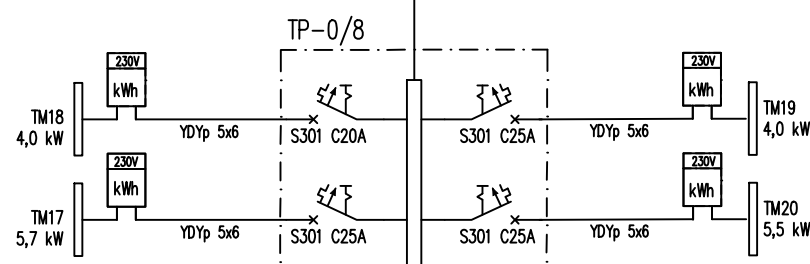 TP-0/8
230V
kWh
TM18
4,0 kW
YDYp 5x6
S301 C20A
S301 C25A
YDYp 5x6
230V
kWh
TM19
4,0 kW
230V
kWh
TM17
5,7 kW
YDYp 5x6
S301 C25A
S301 C25A
YDYp 5x6
230V
kWh
TM20
5,5 kW